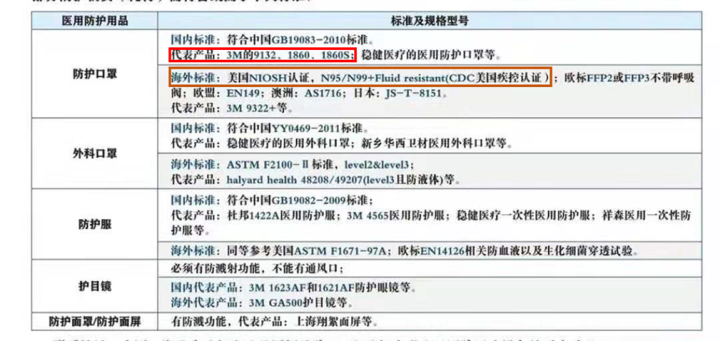 医用防护用品 标准及规格型号
防护口罩
国内标准：符合中国GB19083-2010标准。
代表产品：3M的9132、1860、1860S；稳健医疗的医用防护口罩等。
海外标准：美国NIOSH认证，N95/N99+Fluid resistant(CDC美国疾控认证）；欧标FFP2或FFP3不带呼吸
阀；欧盟：EN149；澳洲：AS1716；日本：JS-T-8151。
代表产品：3M 9322+等。
外科口罩
国内标准：符合中国YY0469-2011标准。
代表产品：稳健医疗的医用外科口罩；新乡华西卫材医用外科口罩等。
海外标准：ASTM F2100-Ⅱ标准，level2&level3；
代表产品：halyard health 48208/49207(level3且防液体)等。
防护服
国内标准：符合中国GB19082-2009标准；
代表产品：杜邦1422A医用防护服；3M 4565医用防护服；稳健医疗一次性医用防护服；祥森医用一次性防
护服等。
海外标准：同等参考美国ASTM F1671-97A；欧标EN14126相关防血液以及生化细菌穿透试验。
护目镜
必须有防溅射功能，不能有通风口；
国内代表产品：3M 1623AF和1621AF防护眼镜等。
海外代表产品：3M GA500护目镜等。
防护面罩/防护面屏 有防溅功能，代表产品：上海翔絮面屏等。